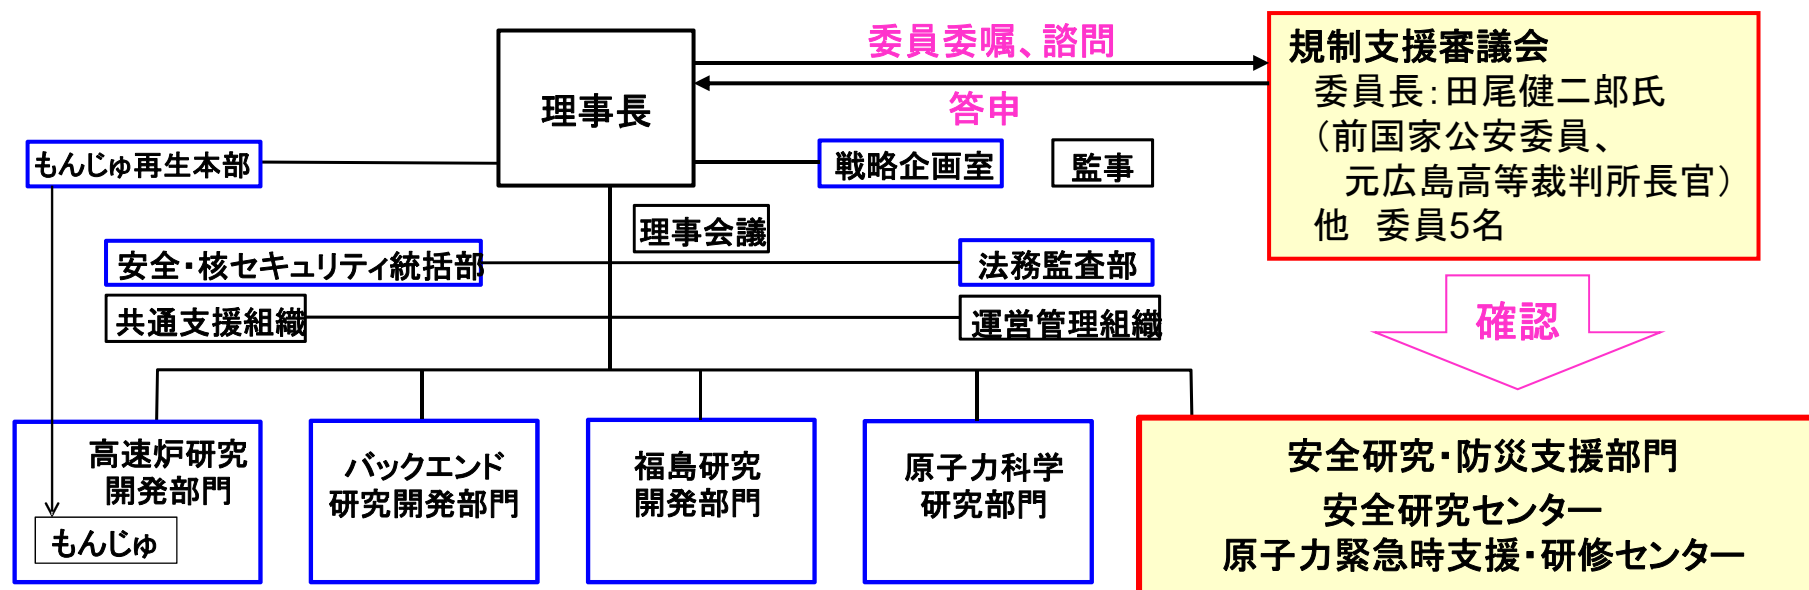 委員委嘱、諮問
理事長
答申
規制支援審議会
委員長：田尾健二郎氏
（前国家公安委員、
元広島高等裁判所長官）
他　委員5名
もんじゅ再生本部
戦略企画室
監事
理事会議
安全・核セキュリティ統括部
法務監査部
共通支援組織
運営管理組織
確認
高速炉研究
開発部門
もんじゅ
バックエンド
研究開発部門
福島研究
開発部門
原子力科学
研究部門
安全研究・防災支援部門
安全研究センター
原子力緊急時支援・研修センター